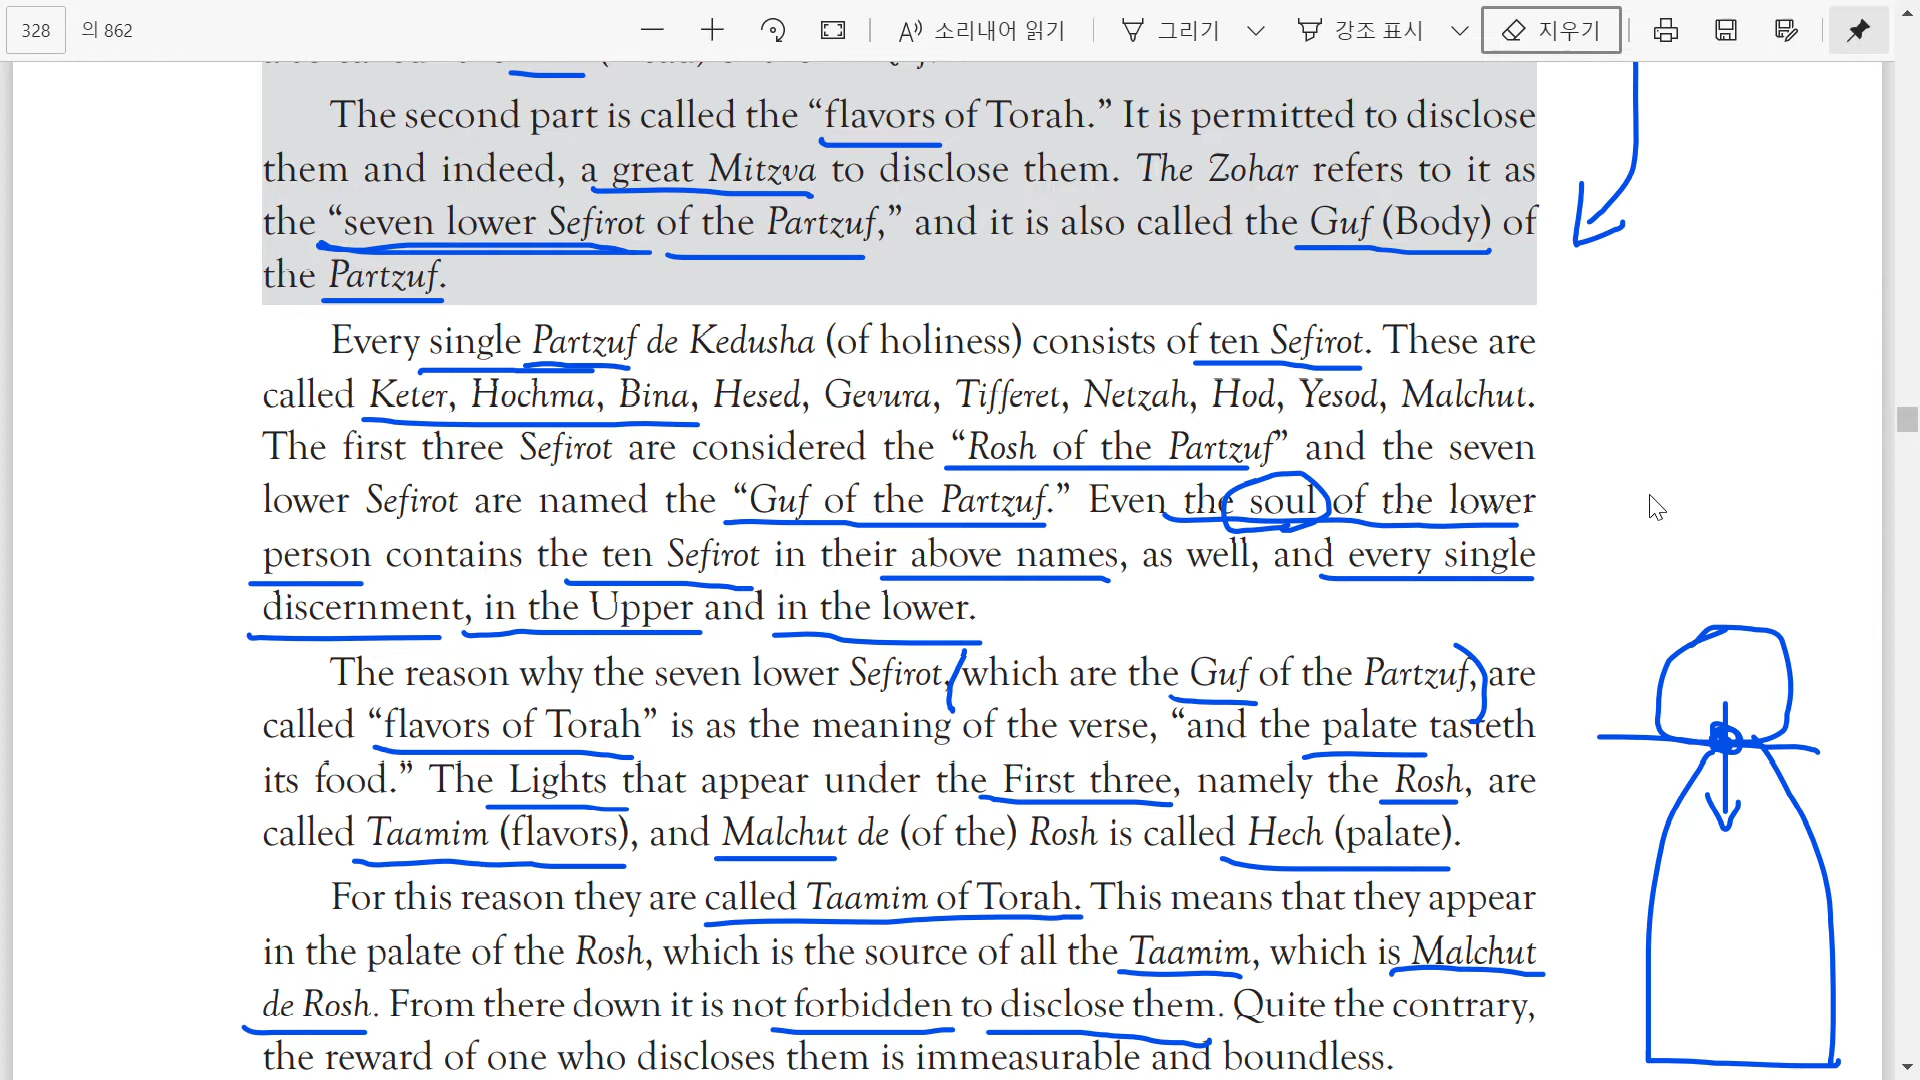 328 의 862 소리내어 읽기 그리기 강조 표시 지우기
The second part is called the “flavors of Torah.” It is permitted to disclose
them and indeed, a great Mitzva to disclose them. The Zohar refers to it as
the “seven lower Sefirot of the Partzuf,” and it is also called the Guf (Body) of
the Partzuf.
Every single Partzuf de Kedusha (of holiness) consists of ten Sefirot. These are
called Keter, Hochma, Bina, Hesed, Gevura, Tifferet, Netzah, Hod, Yesod, Malchut.
The first three Sefirot are considered the “Rosh of the Partzuf” and the seven
lower Sefirot are named the “Guf of the Partzuf.” Even the soul of the lower
person contains the ten Sefirot in their above names, as well, and every single
discernment, in the Upper and in the lower.
The reason why the seven lower Sefirot, which are the Guf of the Partzuf, are
called “flavors of Torah” is as the meaning of the verse, “and the palate tasteth
its food.” The Lights that appear under the First three, namely the Rosh, are
called Taamim (flavors), and Malchut de (of the) Rosh is called Hech (palate).
For this reason they are called Taamim of Torah. This means that they appear
in the palate of the Rosh, which is the source of all the Taamim, which is Malchut
de Rosh. From there down it is not forbidden to disclose them. Quite the contrary,
the reward of one who discloses them is immeasurable and boundless.